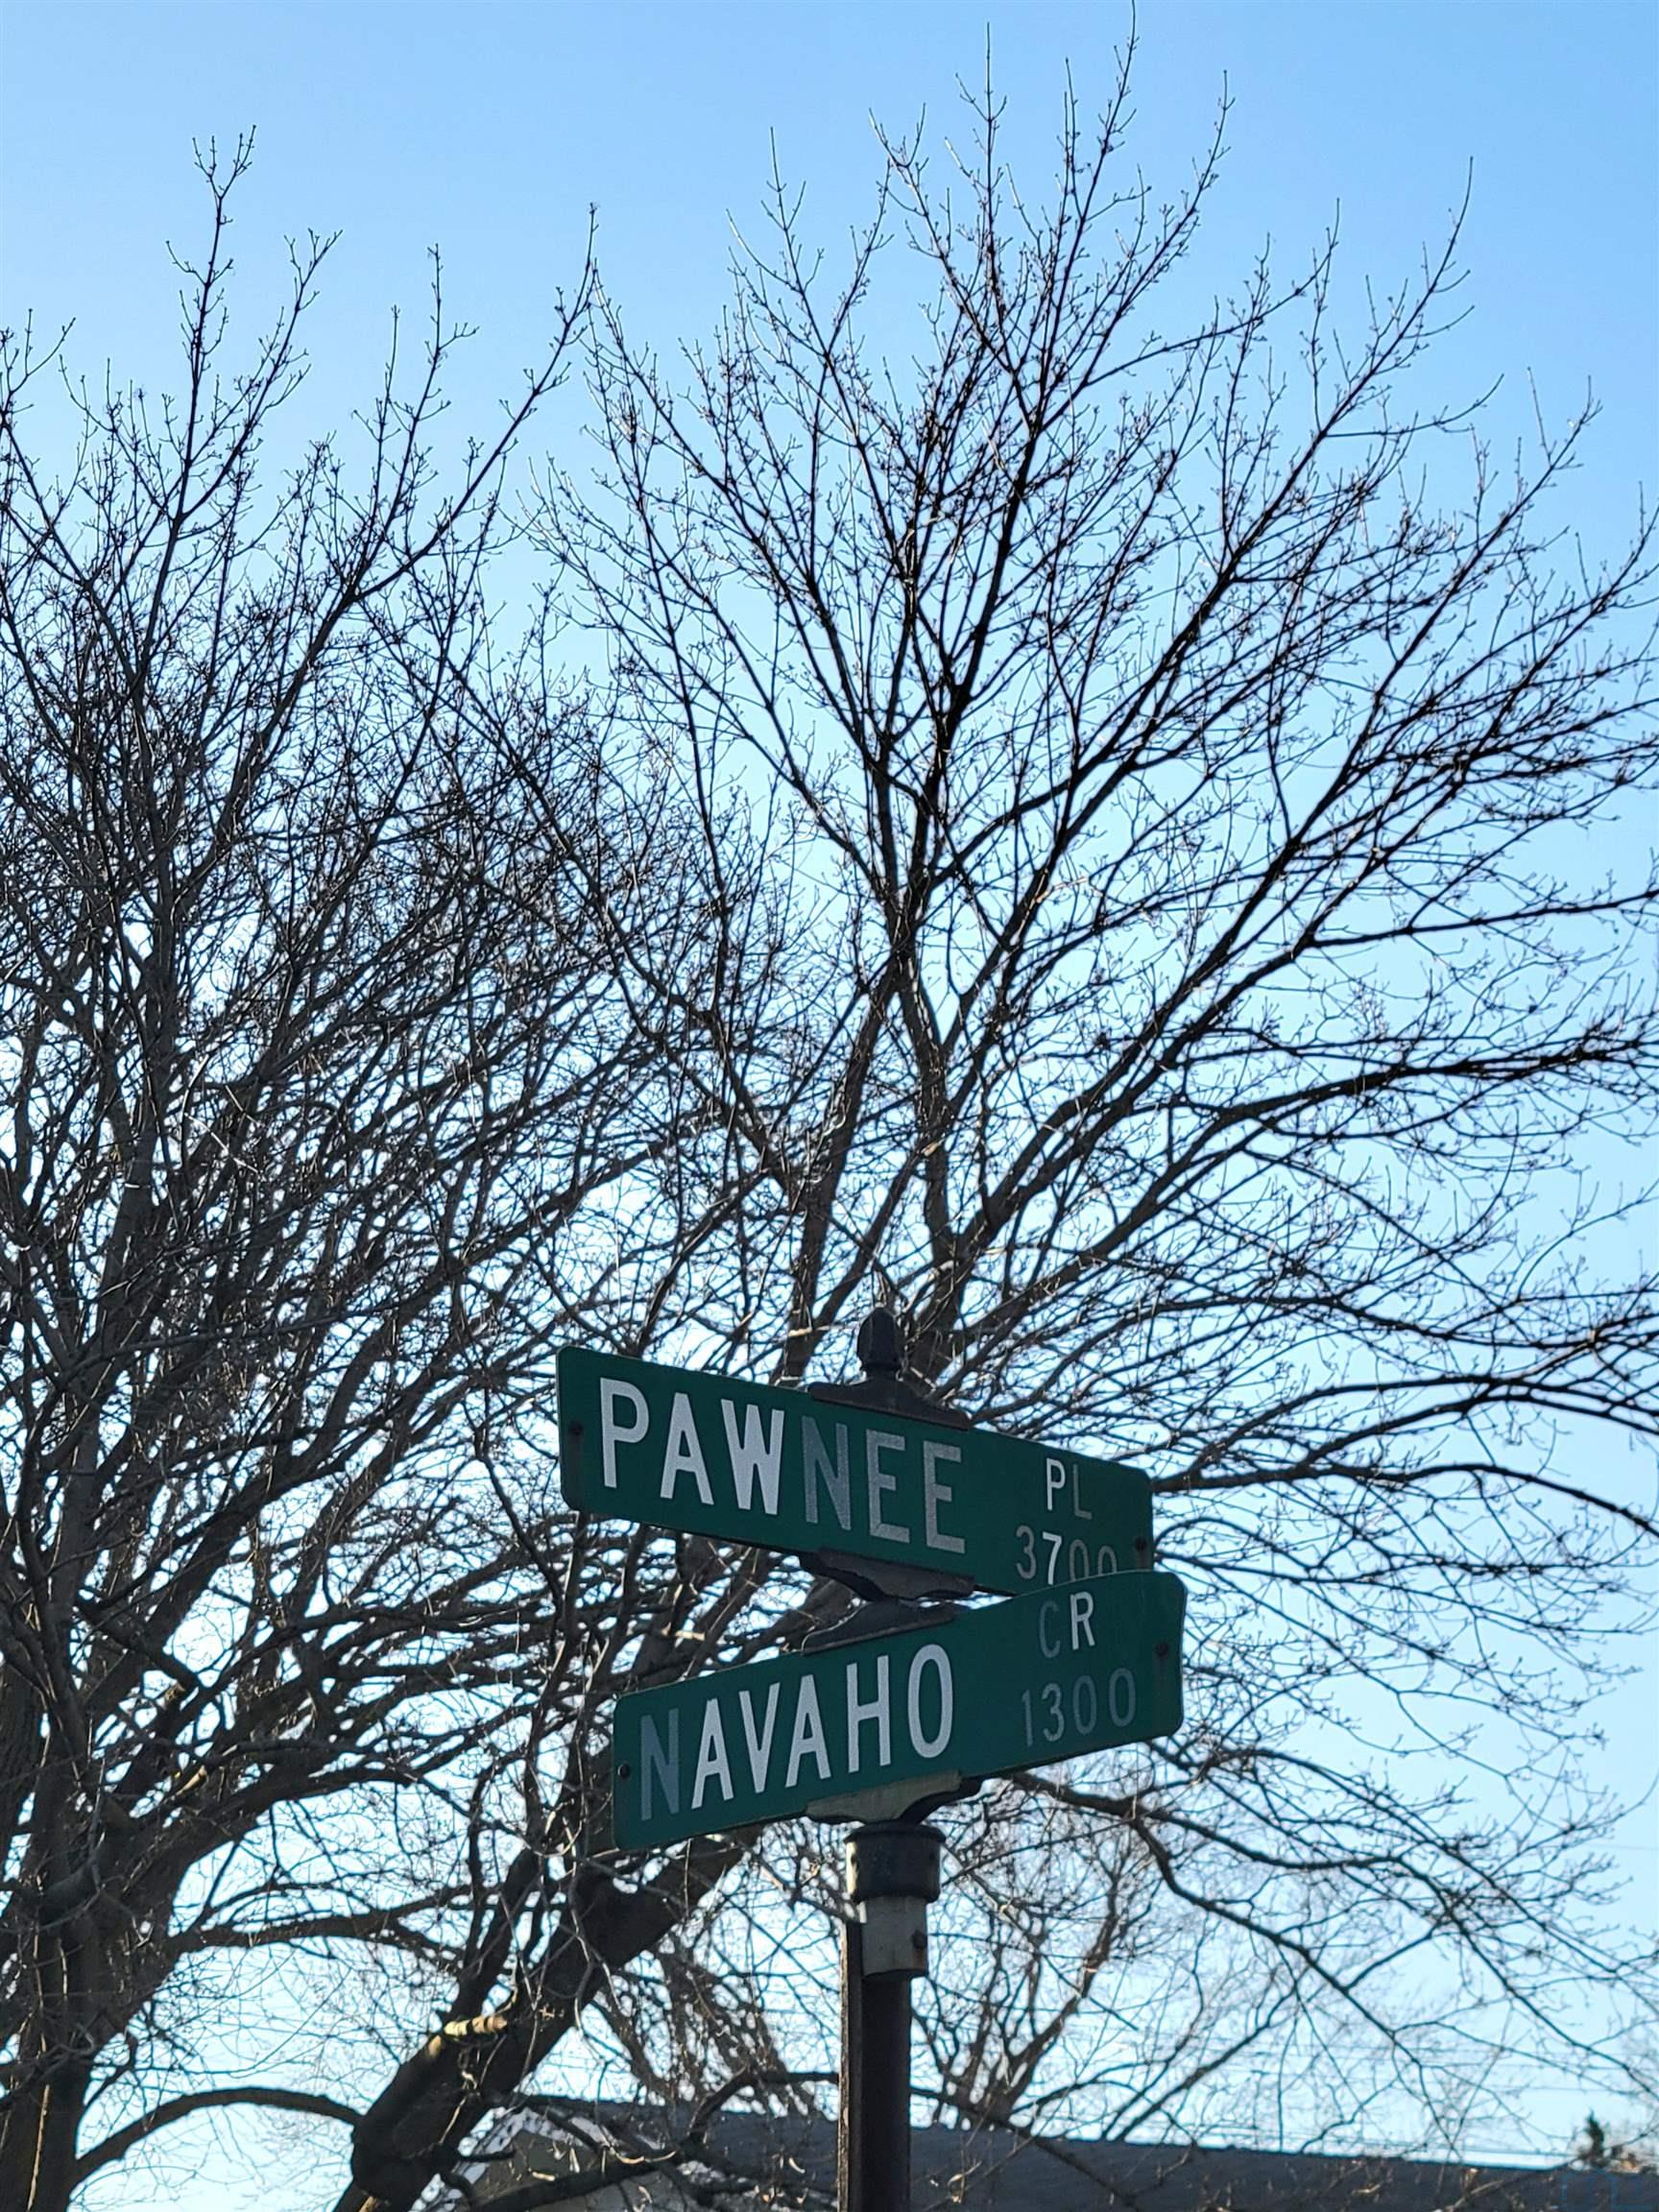 PAWNEE PL
3700
NAVAHO CR
1300